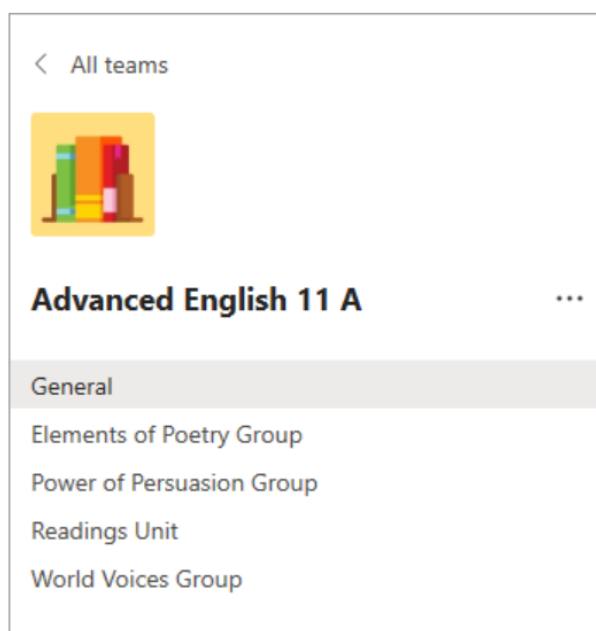 All teams
Advanced English 11 A
General
Elements of Poetry Group
Power of Persuasion Group
Readings Unit
World Voices Group